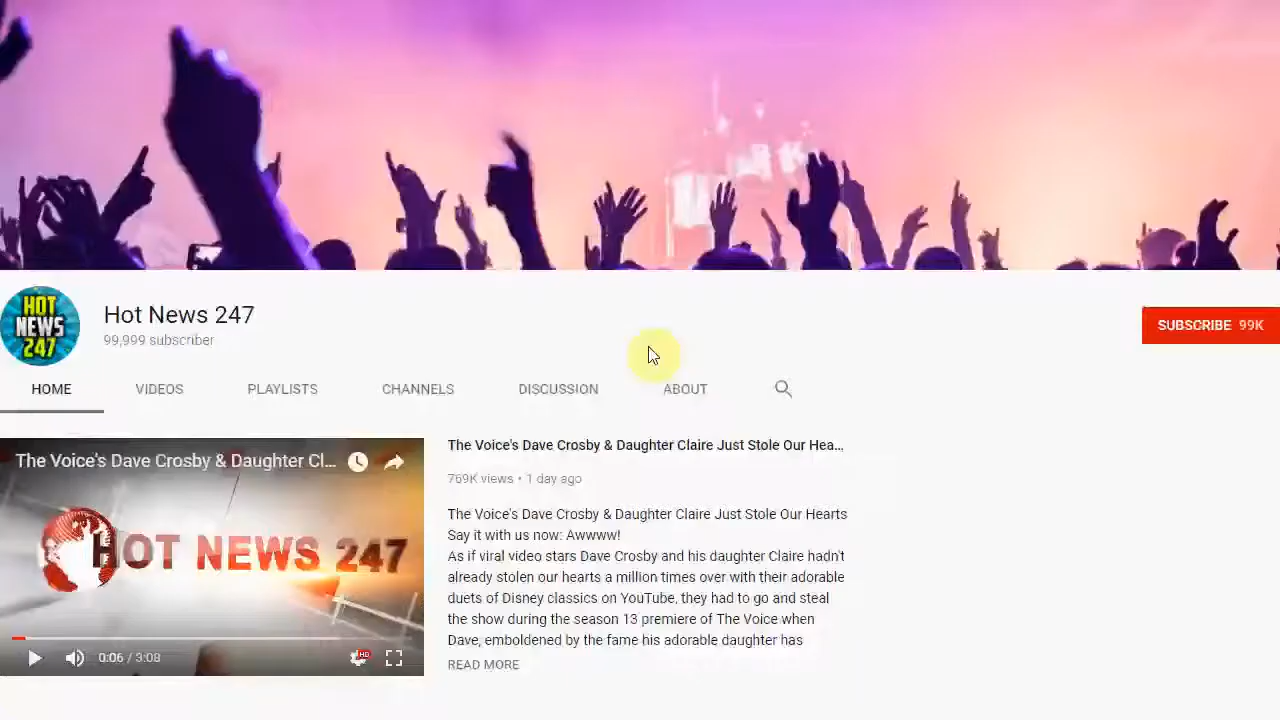 HOT
NEWS
247
Hot News 247
99,999 subscriber
SUBSCRIBE 99K
HOME VIDEOS PLAYLISTS CHANNELS DISCUSSION ABOUT
The Voice's Dave Crosby & Daughter Cl...
HOT NEWS 247
0:06 / 3:08
HD
The Voice's Dave Crosby & Daughter Claire Just Stole Our Hea...
769K views • 1 day ago
The Voice's Dave Crosby & Daughter Claire Just Stole Our Hearts
Say it with us now: Awwww!
As if viral video stars Dave Crosby and his daughter Claire hadn't
already stolen our hearts a million times over with their adorable
duets of Disney classics on YouTube, they had to go and steal
the show during the season 13 premiere of The Voice when
Dave, emboldened by the fame his adorable daughter has
READ MORE